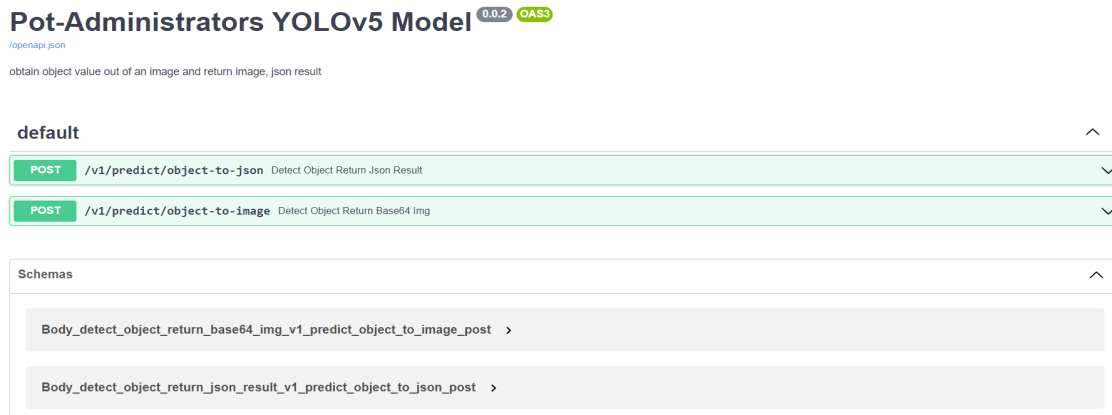 Pot-Administrators YOLOv5 Model 0.0.2 OAS3
/openapi.json
obtain object value out of an image and return image, json result
default
POST /v1/predict/object-to-json Detect Object Return Json Result
POST /v1/predict/object-to-image Detect Object Return Base64 Img
Schemas
Body_detect_object_return_base64_img_v1_predict_object_to_image_post
Body_detect_object_return_json_result_v1_predict_object_to_json_post